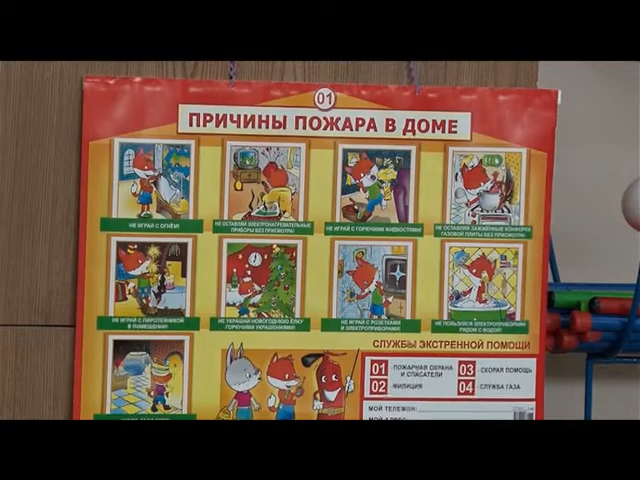 01
ПРИЧИНЫ ПОЖАРА В ДОМЕ
НЕ ИГРАЙ С ОГНЁМ!
НЕ ОСТАВЛЯЙ ЭЛЕКТРОНАГРЕВАТЕЛЬНЫЕ
ПРИБОРЫ БЕЗ ПРИСМОТРА!
НЕ ИГРАЙ С ГОРЮЧИМИ ЖИДКОСТЯМИ!
НЕ ОСТАВЛЯЙ ЗАЖЖЁННЫЕ КОНФОРКИ
ГАЗОВОЙ ПЛИТЫ БЕЗ ПРИСМОТРА!
НЕ ИГРАЙ С ПИРОТЕХНИКОЙ
В ПОМЕЩЕНИИ!
НЕ УКРАШАЙ НОВОГОДНЮЮ ЁЛКУ
ГОРЮЧИМИ УКРАШЕНИЯМИ!
НЕ ИГРАЙ С РОЗЕТКАМИ
И ЭЛЕКТРОПРИБОРАМИ!
НЕ ПОЛЬЗУЙСЯ ЭЛЕКТРОПРИБОРАМИ
РЯДОМ С ВОДОЙ!
СЛУЖБЫ ЭКСТРЕННОЙ ПОМОЩИ
01 ПОЖАРНАЯ ОХРАНА И СПАСАТЕЛИ
03 СКОРАЯ ПОМОЩЬ
02 МИЛИЦИЯ
04 СЛУЖБА ГАЗА
МОЙ ТЕЛЕФОН: